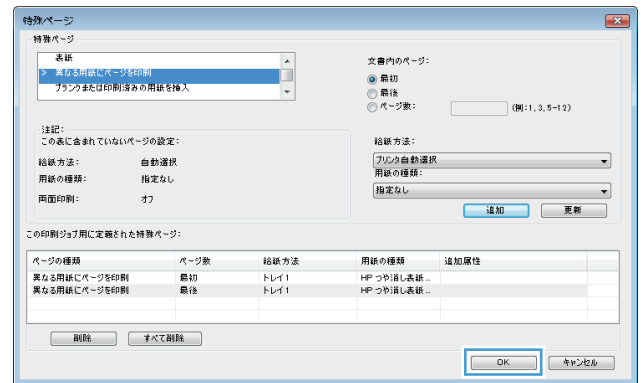 特殊ページ
特殊ページ
表紙
> 異なる用紙にページを印刷
ブランクまたは印刷済みの用紙を挿入
文書内のページ:
最初
最後
ページ数: (例:1,3,5-12)
注記:
この表に含まれていないページの設定:
給紙方法: 自動選択
用紙の種類: 指定なし
両面印刷: オフ
給紙方法:
プリンタ自動選択
用紙の種類:
指定なし
追加 更新
この印刷ジョブ用に定義された特殊ページ:
ページの種類 ページ数 給紙方法 用紙の種類 追加属性
異なる用紙にページを印刷 最初 トレイ1 HP つや消し表紙...
異なる用紙にページを印刷 最後 トレイ1 HP つや消し表紙...
削除 すべて削除
OK キャンセル